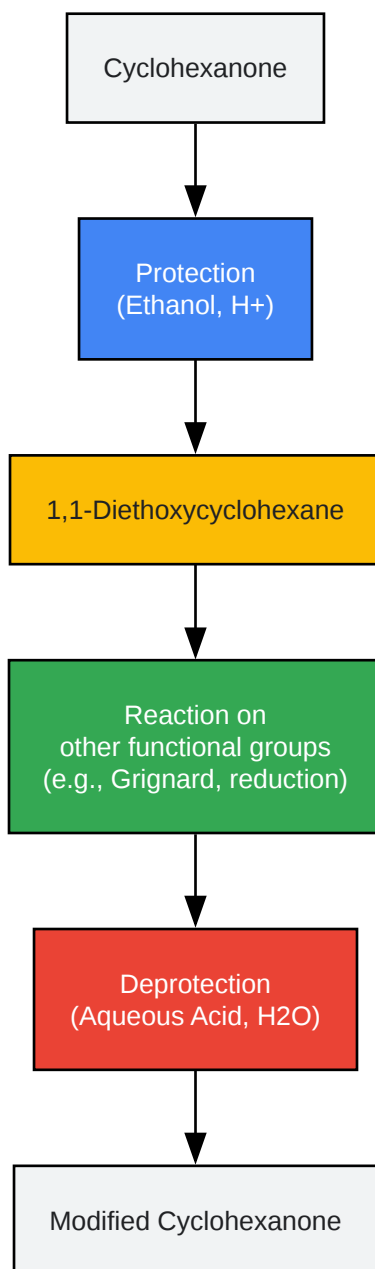 Cyclohexanone
Protection
(Ethanol, H+)
1,1-Diethoxycyclohexane
Reaction on
other functional groups
(e.g., Grignard, reduction)
Deprotection
(Aqueous Acid, H2O)
Modified Cyclohexanone